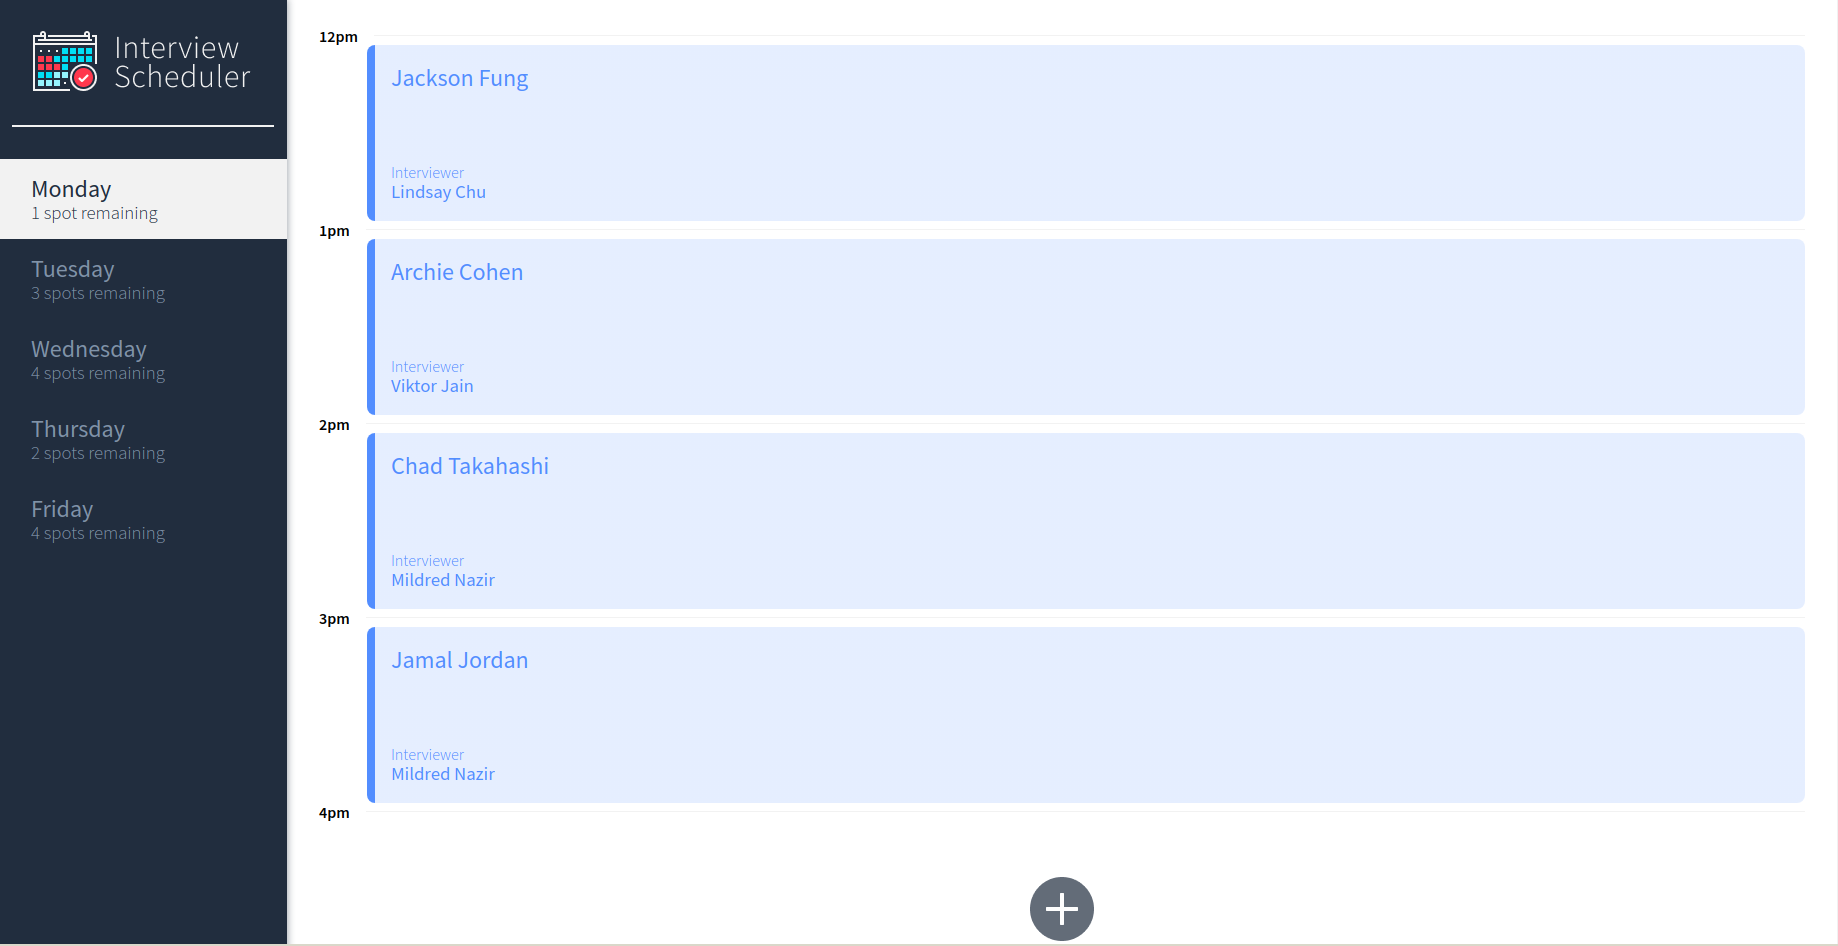 Interview
Scheduler
Monday
1 spot remaining
Tuesday
3 spots remaining
Wednesday
4 spots remaining
Thursday
2 spots remaining
Friday
4 spots remaining
12pm
Jackson Fung
Interviewer
Lindsay Chu
1pm
Archie Cohen
Interviewer
Viktor Jain
2pm
Chad Takahashi
Interviewer
Mildred Nazir
3pm
Jamal Jordan
Interviewer
Mildred Nazir
4pm